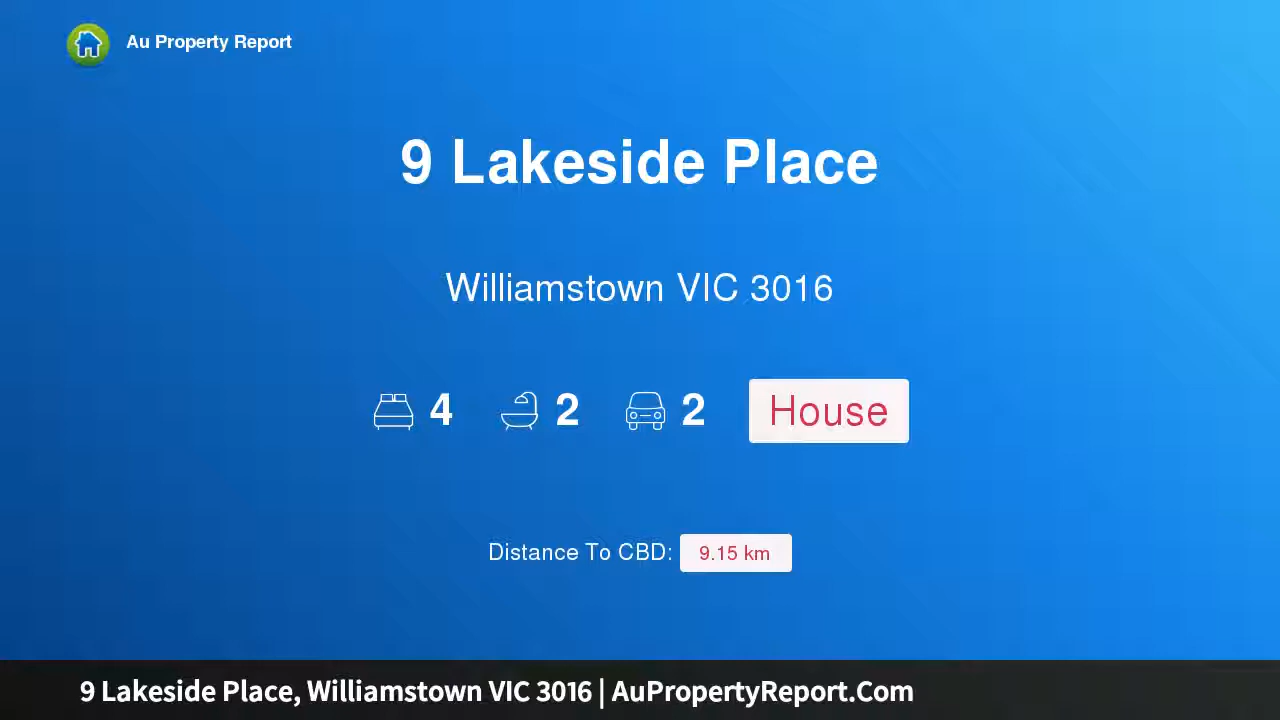 Au Property Report
9 Lakeside Place
Williamstown VIC 3016
4 2 2 House
Distance To CBD: 9.15 km
9 Lakeside Place, Williamstown VIC 3016 | AuPropertyReport.Com